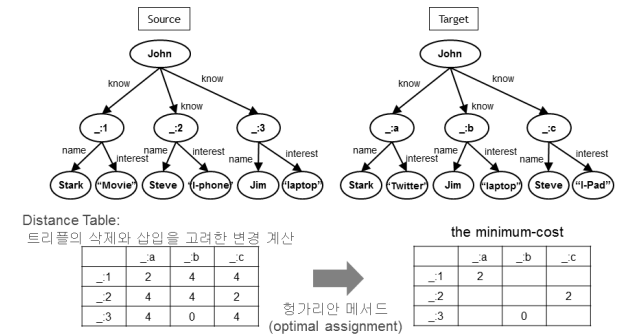 Source
Target
John
John
know
know
know
know
know
know
_:1
_:2
_:3
_:a
_:b
_:c
name
interest
name
interest
name
interest
name
interest
name
interest
name
interest
Stark
"Movie"
Steve
"I-phone"
Jim
"laptop"
Stark
"Twitter"
Jim
"laptop"
Steve
"I-Pad"
Distance Table:
트리플의 삭제와 삽입을 고려한 변경 계산
_:a _:b _:c
_:1 2 4 4
_:2 4 4 2
_:3 4 0 4
헝가리안 메서드
(optimal assignment)
the minimum-cost
_:a _:b _:c
_:1 2
_:2 2
_:3 0